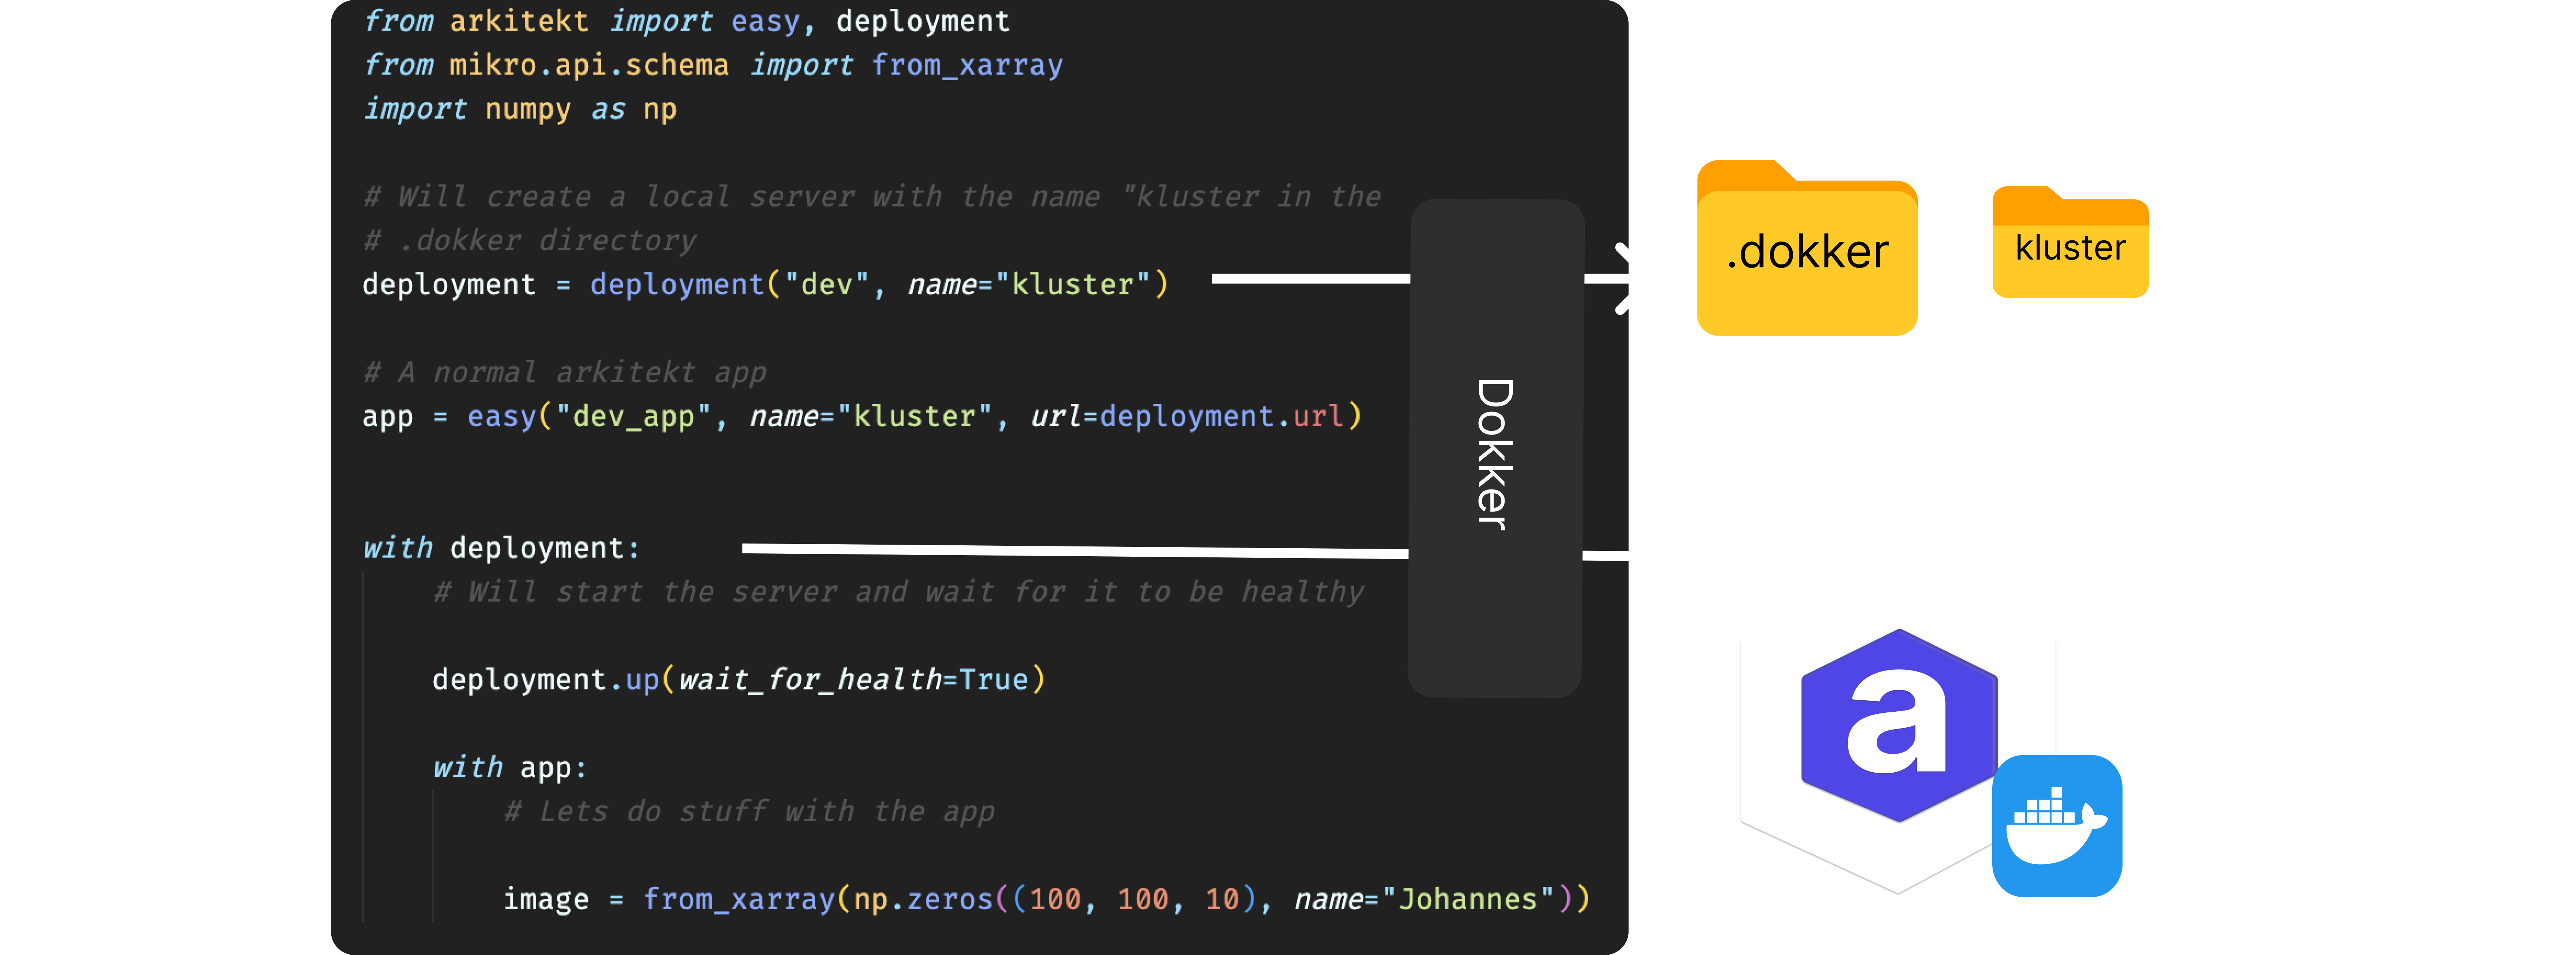 from arkitekt import easy, deployment
from mikro.api.schema import from_xarray
import numpy as np
# Will create a local server with the name "kluster in the
# .dokker directory
deployment = deployment("dev", name="kluster")
# A normal arkitekt app
app = easy("dev_app", name="kluster", url=deployment.url)
with deployment:
# Will start the server and wait for it to be healthy
deployment.up(wait_for_health=True)
with app:
# Lets do stuff with the app
image = from_xarray(np.zeros((100, 100, 10), name="Johannes"))
Dokker
.dokker
kluster
a